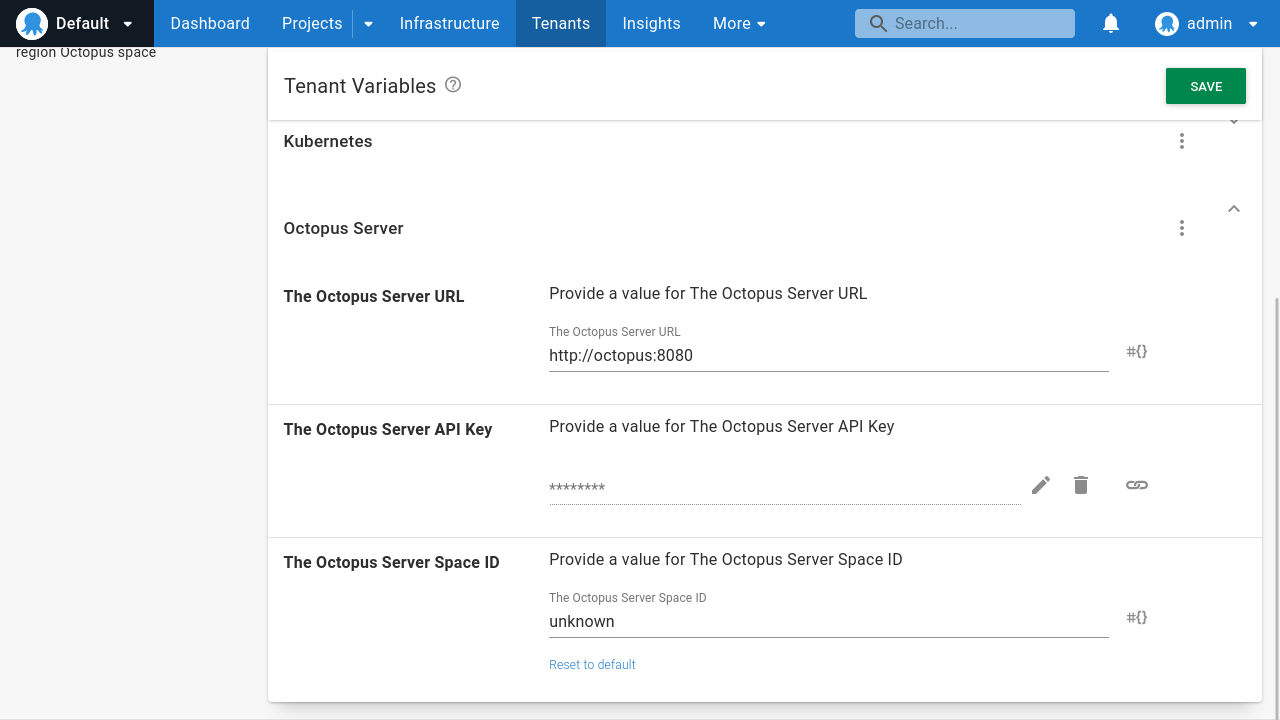 Default
Dashboard
Projects
Infrastructure
Tenants
Insights
More
Search...
admin
region Octopus space
Tenant Variables
SAVE
Kubernetes
Octopus Server
The Octopus Server URL
Provide a value for The Octopus Server URL
The Octopus Server URL
http://octopus:8080
#{}
The Octopus Server API Key
Provide a value for The Octopus Server API Key
********
The Octopus Server Space ID
Provide a value for The Octopus Server Space ID
The Octopus Server Space ID
unknown
#{}
Reset to default